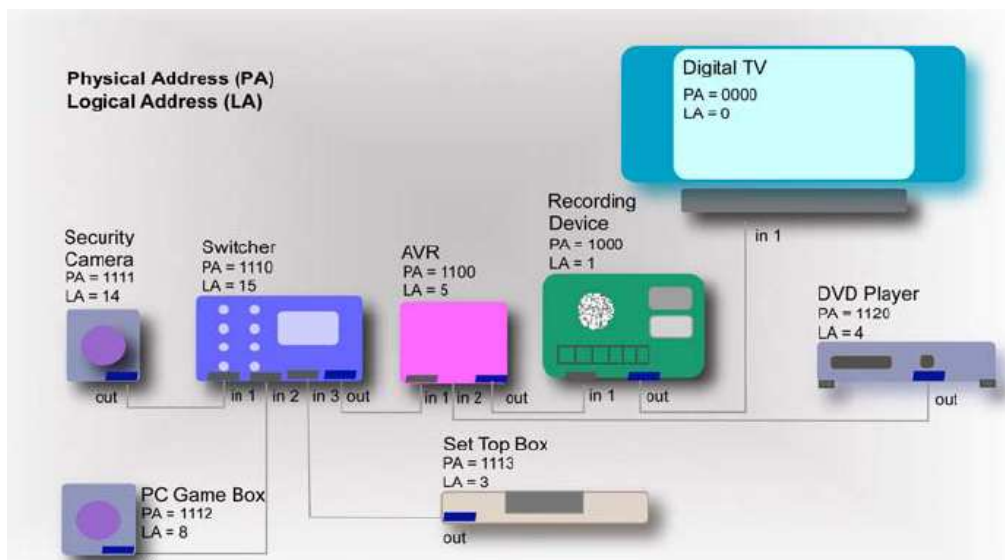 Physical Address (PA)
Logical Address (LA)
Digital TV
PA = 0000
LA = 0
in 1
Recording
Device
PA = 1000
LA = 1
in 1
out
AVR
PA = 1100
LA = 5
in 1
in 2
out
Switcher
PA = 1110
LA = 15
in 1
in 2
in 3
out
Security
Camera
PA = 1111
LA = 14
out
DVD Player
PA = 1120
LA = 4
out
Set Top Box
PA = 1113
LA = 3
out
PC Game Box
PA = 1112
LA = 8